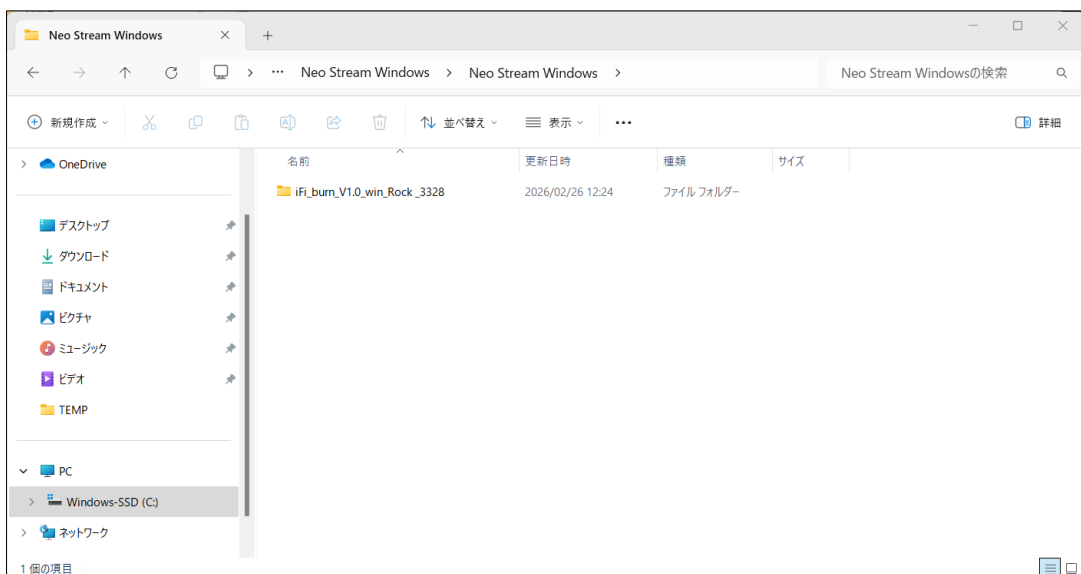 Neo Stream Windows
Neo Stream Windows > Neo Stream Windows >
Neo Stream Windowsの検索
新規作成
並べ替え
表示
詳細
OneDrive
名前 更新日時 種類 サイズ
iFi_burn_V1.0_win_Rock _3328 2026/02/26 12:24 ファイル フォルダー
デスクトップ
ダウンロード
ドキュメント
ピクチャ
ミュージック
ビデオ
TEMP
PC
Windows-SSD (C:)
ネットワーク
1 個の項目